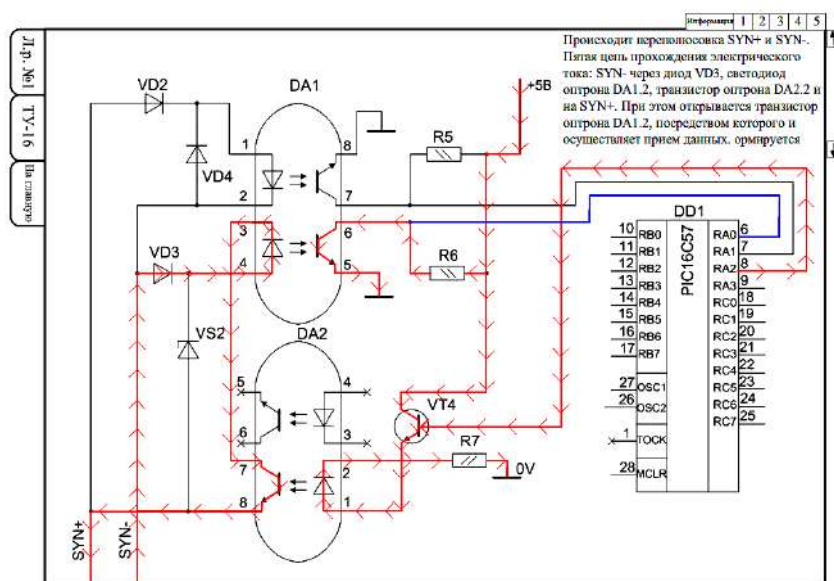 Информация 1 2 3 4 5
Происходит переполюсовка SYN+ и SYN-.
Пятая цепь прохождения электрического
тока: SYN- через диод VD3, светодиод
оптрона DA1.2, транзистор оптрона DA2.2 и
на SYN+. При этом открывается транзистор
оптрона DA1.2, посредством которого и
осуществляет прием данных. ормируется
Л.р. №1
ТУ-16
На главную
VD2
DA1
+5В
R5
1
8
VD4
2
7
3
6
VD3
4
5
R6
VS2
DA2
5
4
6
3
VT4
7
2
R7
0V
8
1
SYN+
SYN-
DD1
PIC16C57
10 RB0
11 RB1
12 RB2
13 RB3
14 RB4
15 RB5
16 RB6
17 RB7
27 OSC1
26 OSC2
1 TOCK
28 MCLR
RA0 6
RA1 7
RA2 8
RA3 9
RC0 18
RC1 19
RC2 20
RC3 21
RC4 22
RC5 23
RC6 24
RC7 25